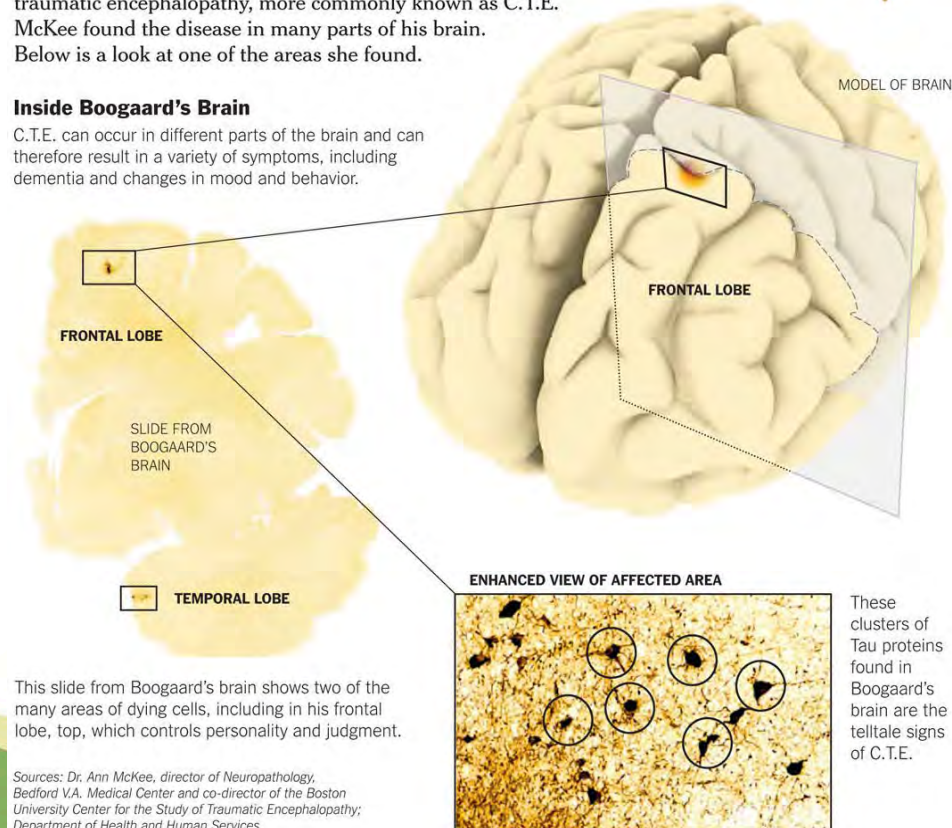 traumatic encephalopathy, more commonly known as C.T.E.
McKee found the disease in many parts of his brain.
Below is a look at one of the areas she found.
MODEL OF BRAIN
Inside Boogaard's Brain
C.T.E. can occur in different parts of the brain and can
therefore result in a variety of symptoms, including
dementia and changes in mood and behavior.
FRONTAL LOBE
FRONTAL LOBE
SLIDE FROM
BOOGAARD'S
BRAIN
TEMPORAL LOBE
ENHANCED VIEW OF AFFECTED AREA
These
clusters of
Tau proteins
found in
Boogaard's
brain are the
telltale signs
of C.T.E.
This slide from Boogaard's brain shows two of the
many areas of dying cells, including in his frontal
lobe, top, which controls personality and judgment.
Sources: Dr. Ann McKee, director of Neuropathology,
Bedford V.A. Medical Center and co-director of the Boston
University Center for the Study of Traumatic Encephalopathy;
Department of Health and Human Services